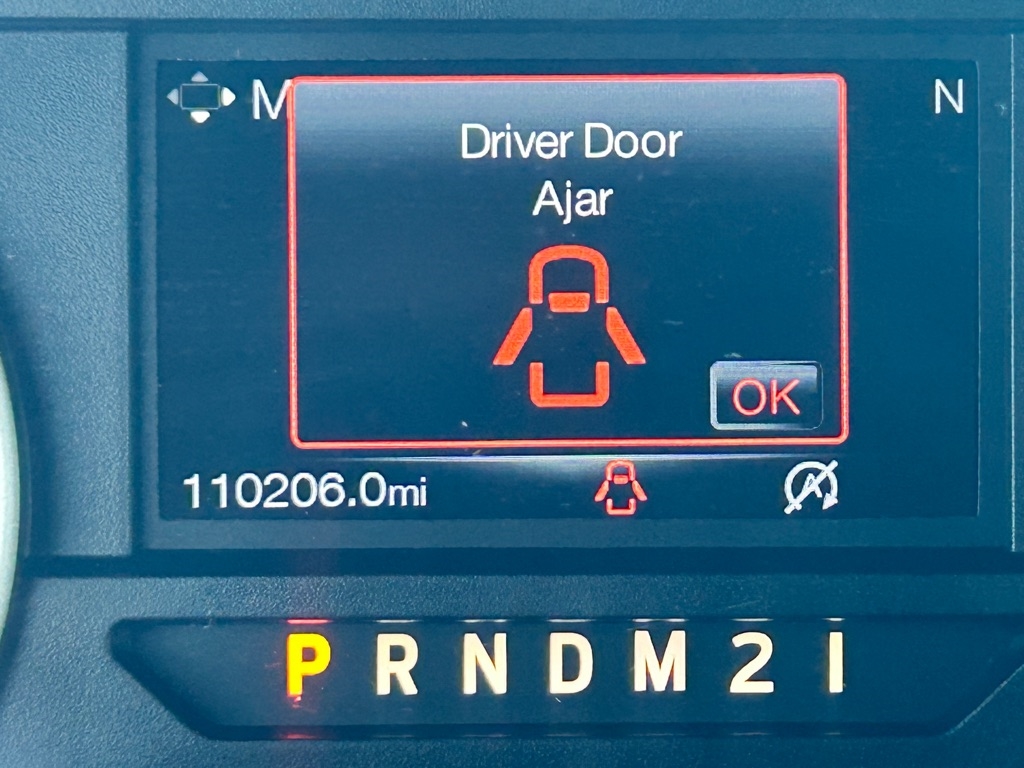 M
N
Driver Door
Ajar
OK
110206.0mi
A
P R N D M 2 1